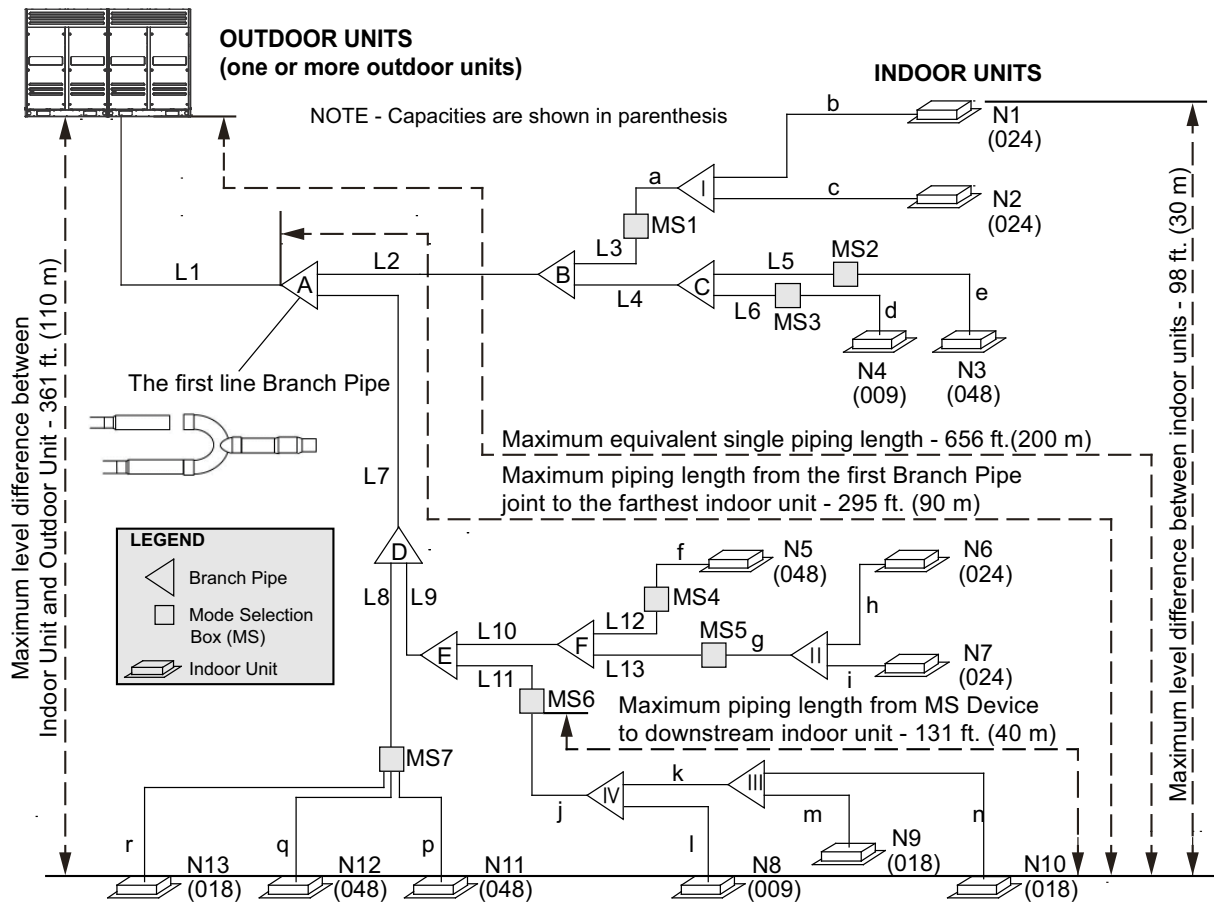 OUTDOOR UNITS
(one or more outdoor units)
NOTE - Capacities are shown in parenthesis
INDOOR UNITS
b
N1
(024)
a
I
c
N2
(024)
MS1
L3
L1
A
L2
B
L4
C
L5
MS2
L6
MS3
d
e
N4
(009)
N3
(048)
The first line Branch Pipe
Maximum level difference between
Indoor Unit and Outdoor Unit - 361 ft. (110 m)
Maximum level difference between indoor units - 98 ft. (30 m)
Maximum equivalent single piping length - 656 ft.(200 m)
Maximum piping length from the first Branch Pipe
joint to the farthest indoor unit - 295 ft. (90 m)
L7
LEGEND
Branch Pipe
Mode Selection
Box (MS)
Indoor Unit
D
L8
L9
f
N5
(048)
N6
(024)
MS4
h
L10
L12
E
F
MS5
g
II
L11
L13
i
N7
(024)
MS6
Maximum piping length from MS Device
to downstream indoor unit - 131 ft. (40 m)
MS7
k
III
j
IV
m
n
r
q
p
l
N9
(018)
N13
(018)
N12
(048)
N11
(048)
N8
(009)
N10
(018)